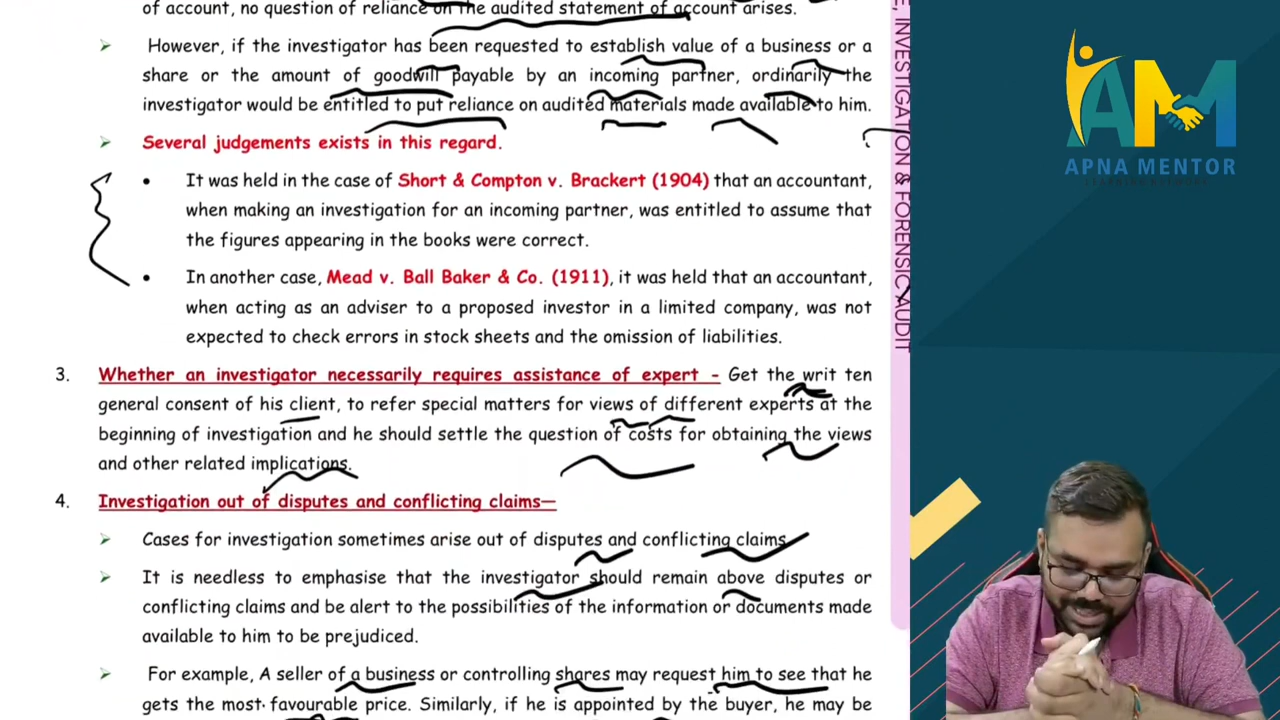 of account, no question of reliance on the audited statement of account arises.
➢ However, if the investigator has been requested to establish value of a business or a
share or the amount of goodwill payable by an incoming partner, ordinarily the
investigator would be entitled to put reliance on audited materials made available to him.
➢ Several judgements exists in this regard.
• It was held in the case of Short & Compton v. Brackert (1904) that an accountant,
when making an investigation for an incoming partner, was entitled to assume that
the figures appearing in the books were correct.
• In another case, Mead v. Ball Baker & Co. (1911), it was held that an accountant,
when acting as an adviser to a proposed investor in a limited company, was not
expected to check errors in stock sheets and the omission of liabilities.
3. Whether an investigator necessarily requires assistance of expert - Get the writ ten
general consent of his client, to refer special matters for views of different experts at the
beginning of investigation and he should settle the question of costs for obtaining the views
and other related implications.
4. Investigation out of disputes and conflicting claims—
➢ Cases for investigation sometimes arise out of disputes and conflicting claims
➢ It is needless to emphasise that the investigator should remain above disputes or
conflicting claims and be alert to the possibilities of the information or documents made
available to him to be prejudiced.
➢ For example, A seller of a business or controlling shares may request him to see that he
gets the most favourable price. Similarly, if he is appointed by the buyer, he may be
E, INVESTIGATION & FORENSIC AUDIT
AM
APNA MENTOR